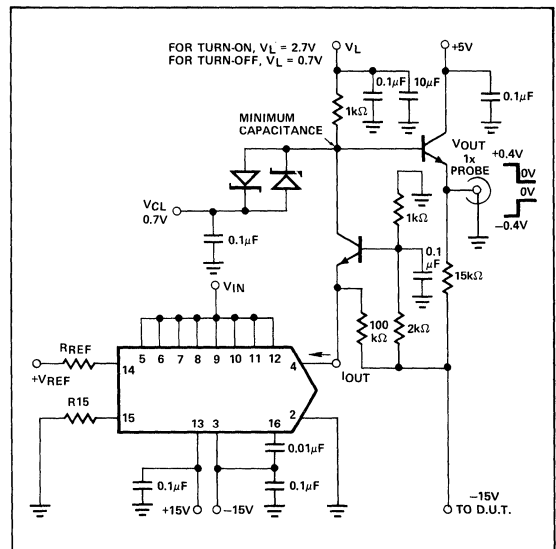 FOR TURN-ON, VL = 2.7V
FOR TURN-OFF, VL = 0.7V
VL
+5V
0.1µF
10µF
0.1µF
1kΩ
MINIMUM
CAPACITANCE
VOUT
1x
PROBE
+0.4V
0V
0V
−0.4V
VCL
0.7V
0.1µF
1kΩ
0.1
µF
15kΩ
VIN
100
kΩ
2kΩ
RREF
+VREF
14
5 6 7 8 9 10 11 12
4
IOUT
R15
15
13 3 16
2
0.01µF
0.1µF
0.1µF
+15V
−15V
−15V
TO D.U.T.